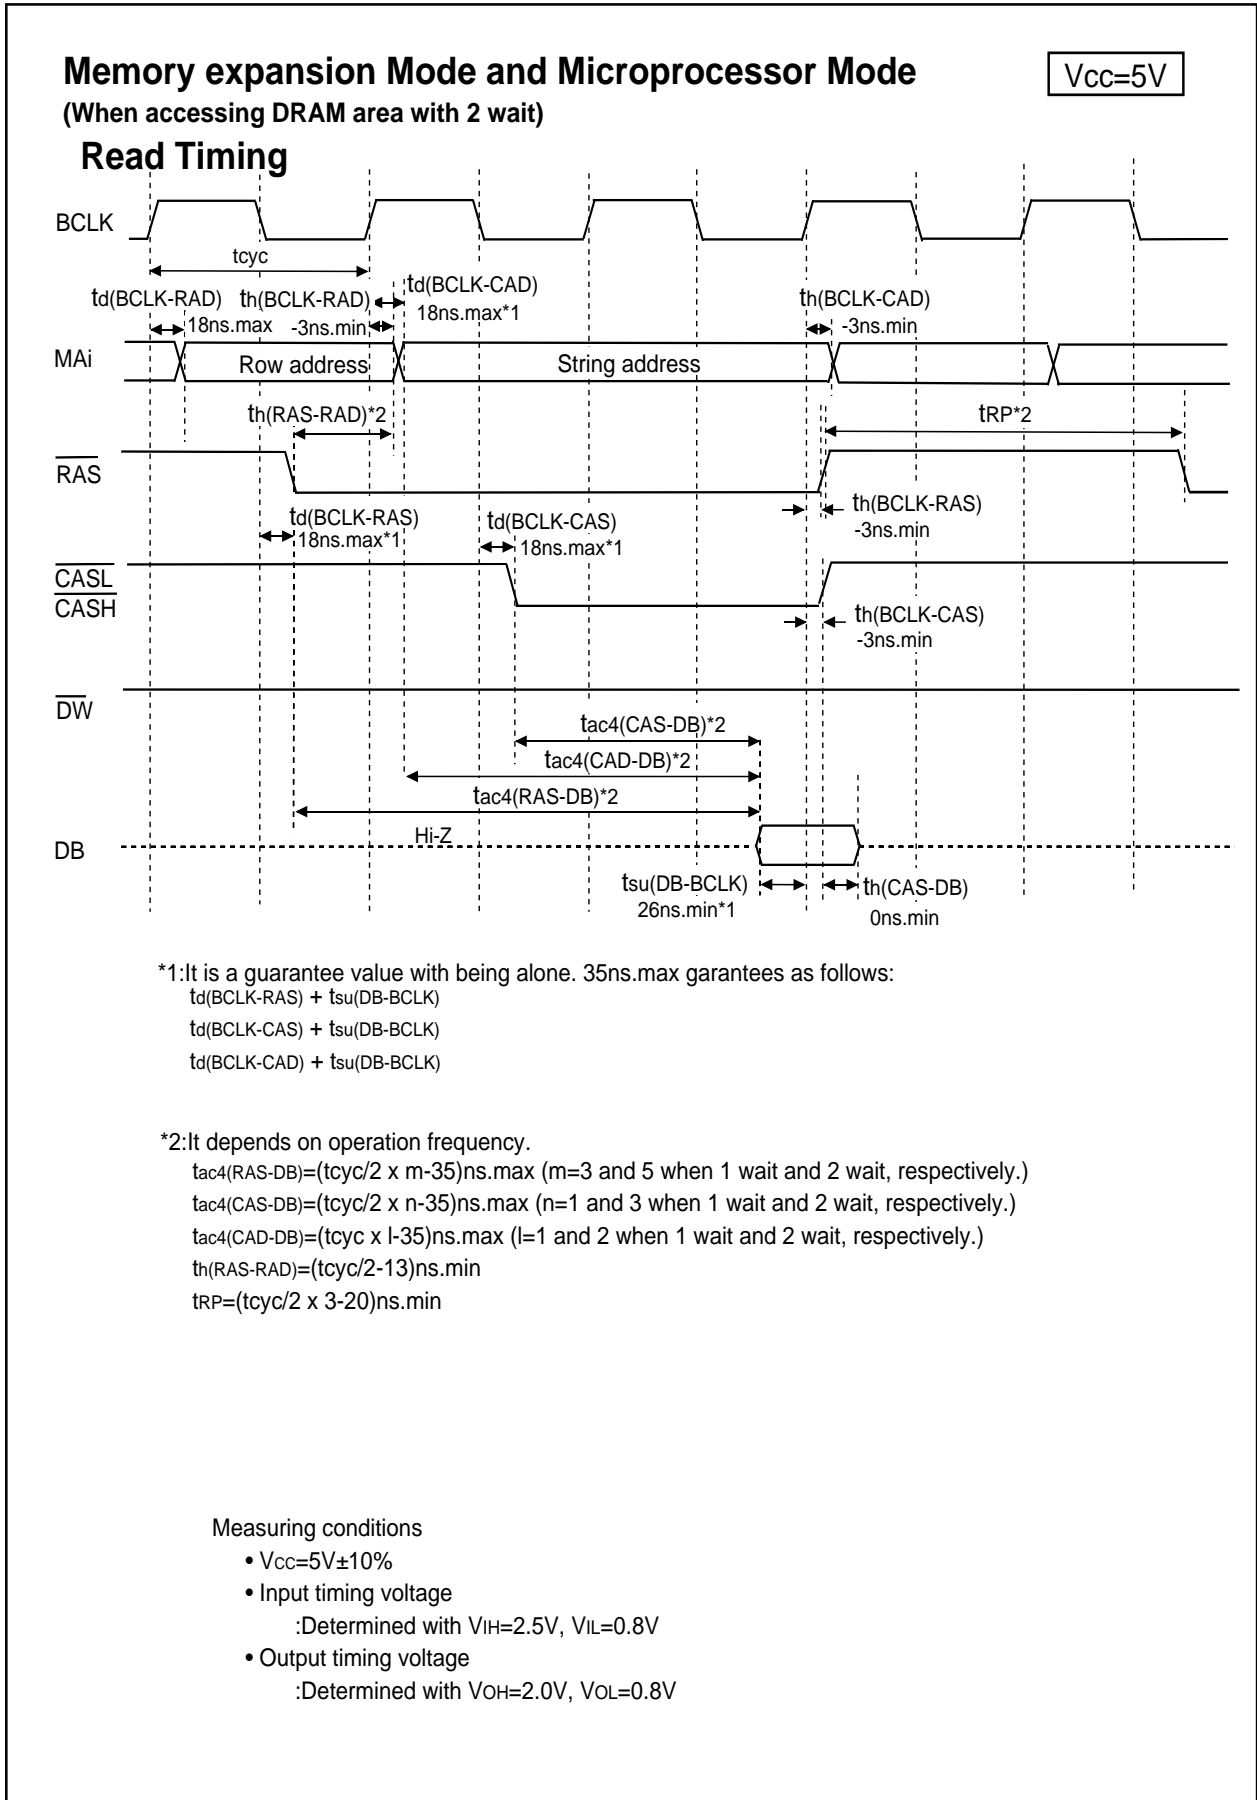 Memory expansion Mode and Microprocessor Mode
Vcc=5V
(When accessing DRAM area with 2 wait)
Read Timing
BCLK
tcyc
td(BCLK-RAD)
18ns.max
th(BCLK-RAD)
-3ns.min
td(BCLK-CAD)
18ns.max*1
th(BCLK-CAD)
-3ns.min
MAi
Row address
String address
th(RAS-RAD)*2
tRP*2
RAS
td(BCLK-RAS)
18ns.max*1
td(BCLK-CAS)
18ns.max*1
th(BCLK-RAS)
-3ns.min
CASL
CASH
th(BCLK-CAS)
-3ns.min
DW
tac4(CAS-DB)*2
tac4(CAD-DB)*2
tac4(RAS-DB)*2
Hi-Z
DB
tsu(DB-BCLK)
26ns.min*1
th(CAS-DB)
0ns.min
*1:It is a guarantee value with being alone. 35ns.max garantees as follows:
td(BCLK-RAS) + tsu(DB-BCLK)
td(BCLK-CAS) + tsu(DB-BCLK)
td(BCLK-CAD) + tsu(DB-BCLK)
*2:It depends on operation frequency.
tac4(RAS-DB)=(tcyc/2 x m-35)ns.max (m=3 and 5 when 1 wait and 2 wait, respectively.)
tac4(CAS-DB)=(tcyc/2 x n-35)ns.max (n=1 and 3 when 1 wait and 2 wait, respectively.)
tac4(CAD-DB)=(tcyc x l-35)ns.max (l=1 and 2 when 1 wait and 2 wait, respectively.)
th(RAS-RAD)=(tcyc/2-13)ns.min
tRP=(tcyc/2 x 3-20)ns.min
Measuring conditions
• VCC=5V±10%
• Input timing voltage
:Determined with VIH=2.5V, VIL=0.8V
• Output timing voltage
:Determined with VOH=2.0V, VOL=0.8V